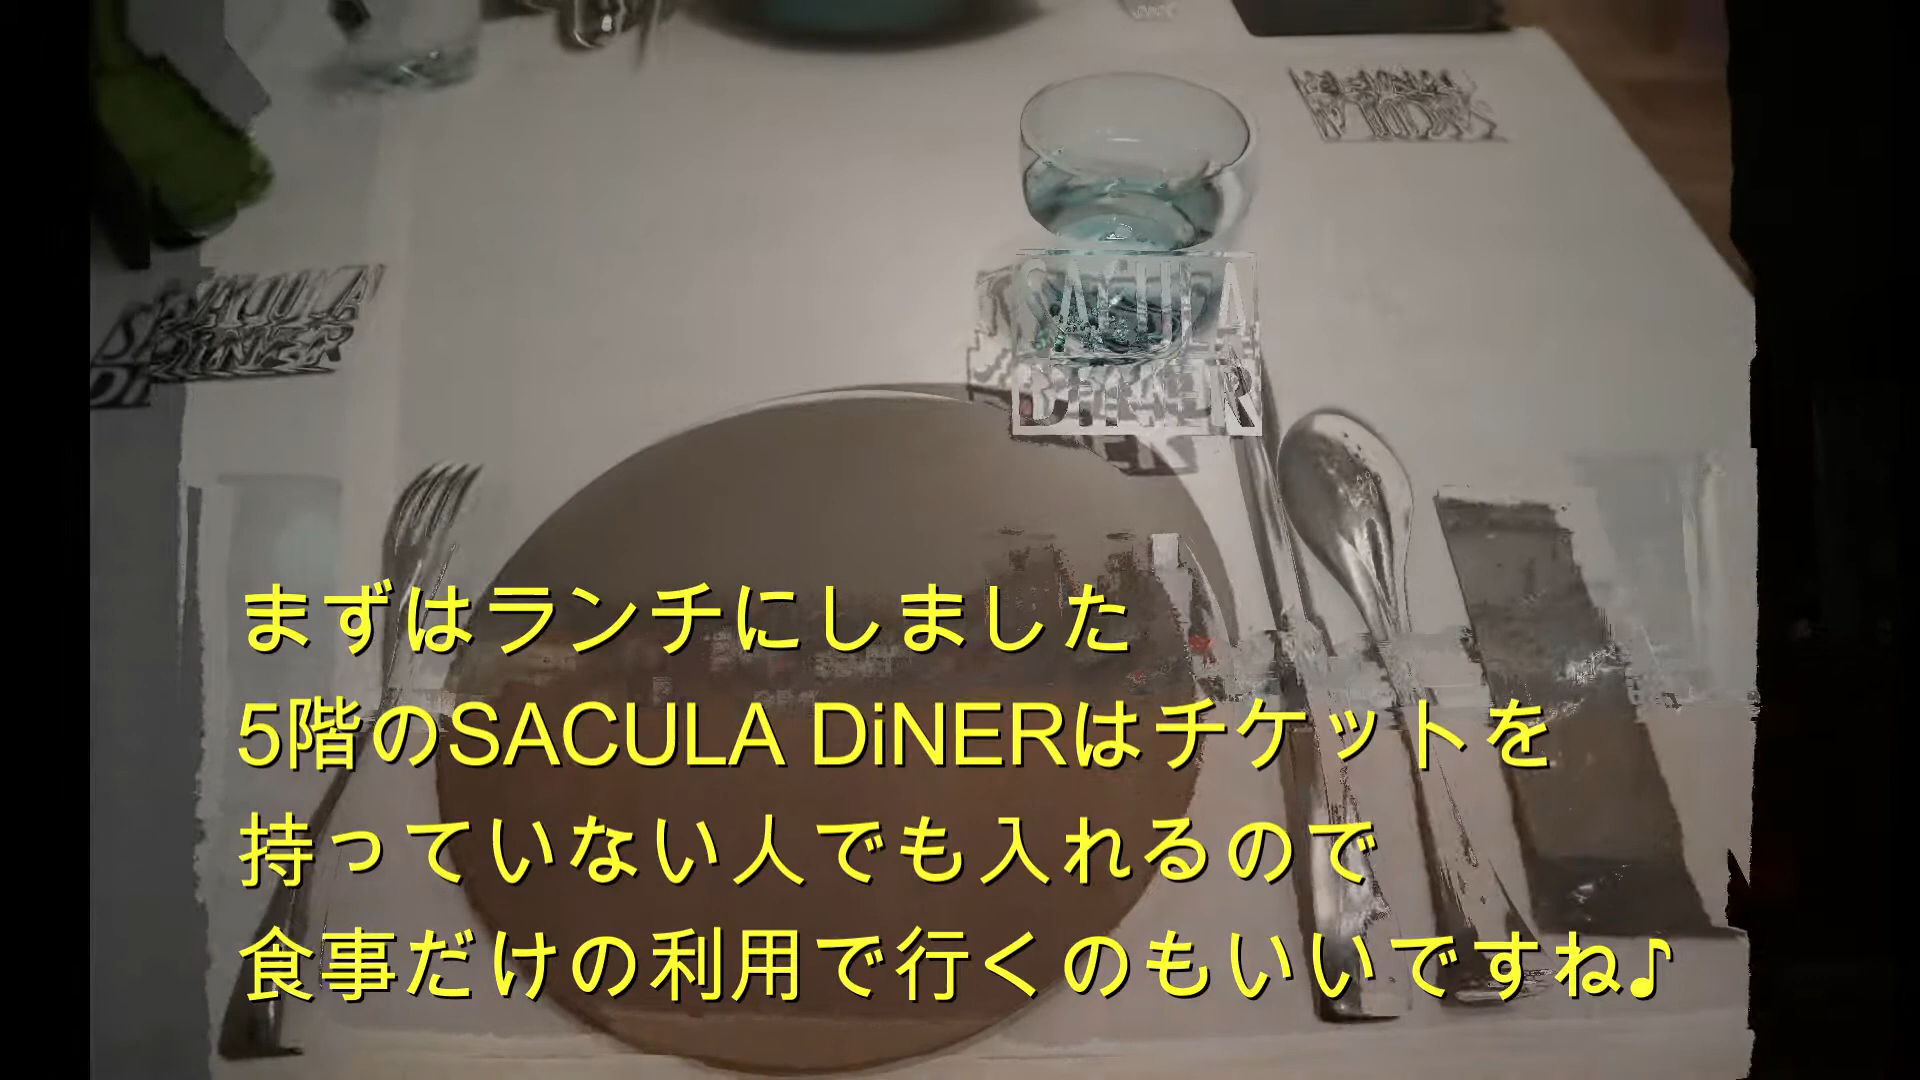 SACULA
DiNER
SACULA
DiNER
まずはランチにしました
5階のSACULA DiNERはチケットを
持っていない人でも入れるので
食事だけの利用で行くのもいいですね♪